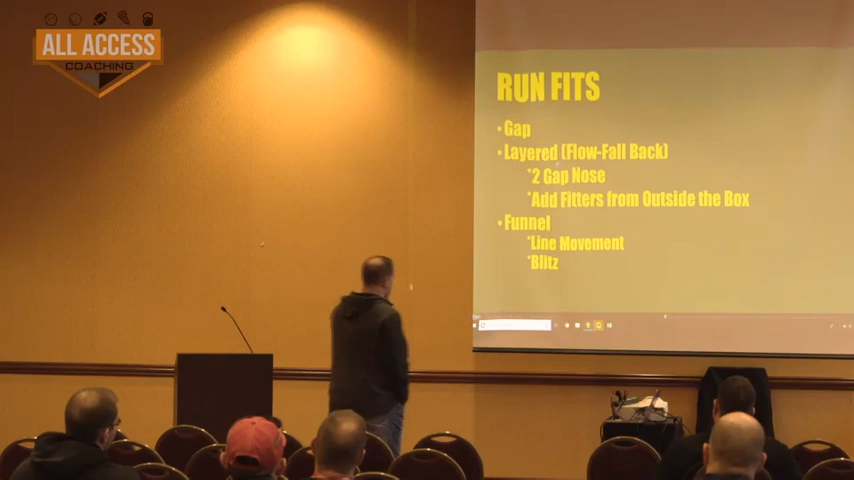 ALL ACCESS
COACHING
RUN FITS
• Gap
• Layered (Flow-Fall Back)
*2 Gap Nose
*Add Fitters from Outside the Box
• Funnel
*Line Movement
*Blitz